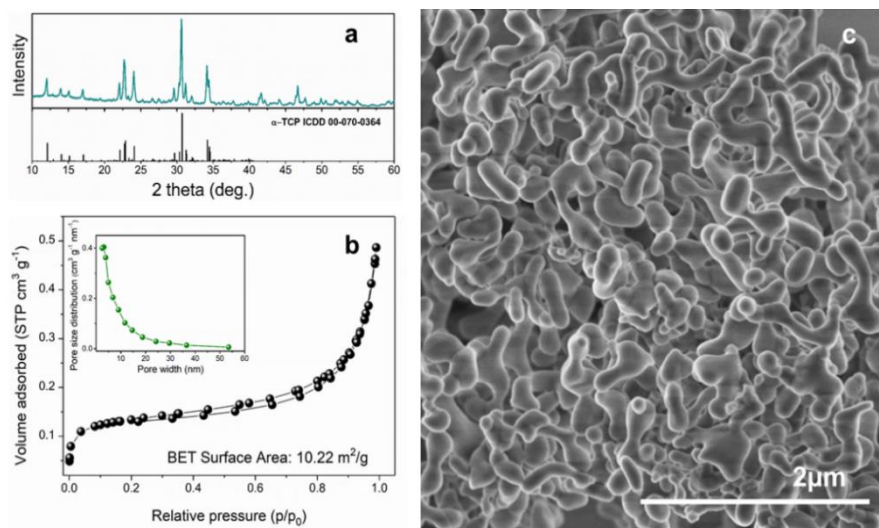 a
Intensity
α-TCP ICDD 00-070-0364
10 15 20 25 30 35 40 45 50 55 60
2 theta (deg.)
b
Volume adsorbed (STP cm³ g⁻¹)
0.5
0.4
0.3
0.2
0.1
Pore size distribution (cm³ g⁻¹ nm⁻¹)
0.4
0.2
0.0
0 10 20 30 40 50 60
Pore width (nm)
BET Surface Area: 10.22 m²/g
0.0 0.2 0.4 0.6 0.8 1.0
Relative pressure (p/p₀)
c
2μm